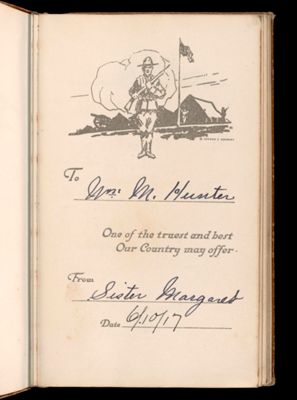 To
Wm. M. Hunter
One of the truest and best
Our Country may offer.
From
Sister Margaret
Date 6/10/17